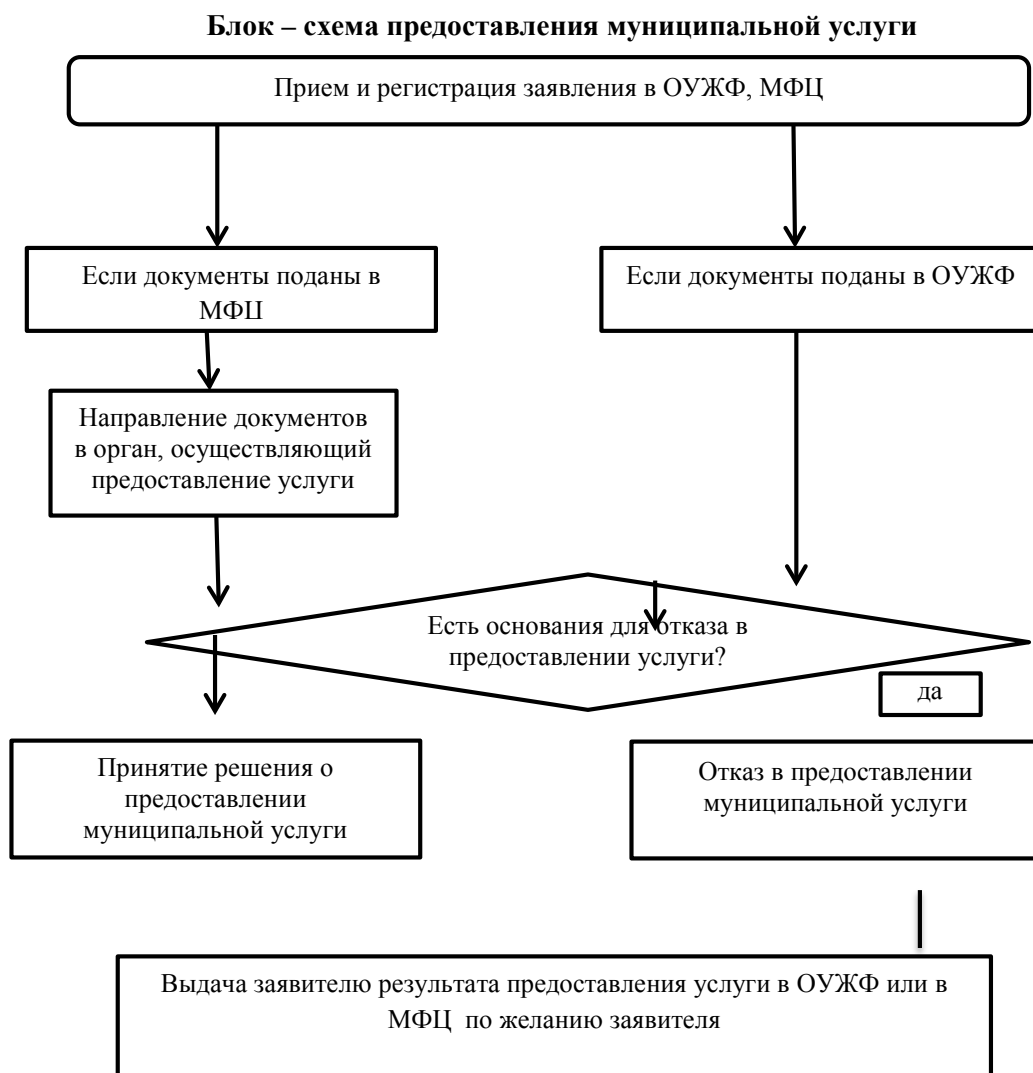 Блок – схема предоставления муниципальной услуги
Прием и регистрация заявления в ОУЖФ, МФЦ
Если документы поданы в
МФЦ
Если документы поданы в ОУЖФ
Направление документов
в орган, осуществляющий
предоставление услуги
Есть основания для отказа в
предоставлении услуги?
да
Принятие решения о
предоставлении
муниципальной услуги
Отказ в предоставлении
муниципальной услуги
Выдача заявителю результата предоставления услуги в ОУЖФ или в
МФЦ по желанию заявителя